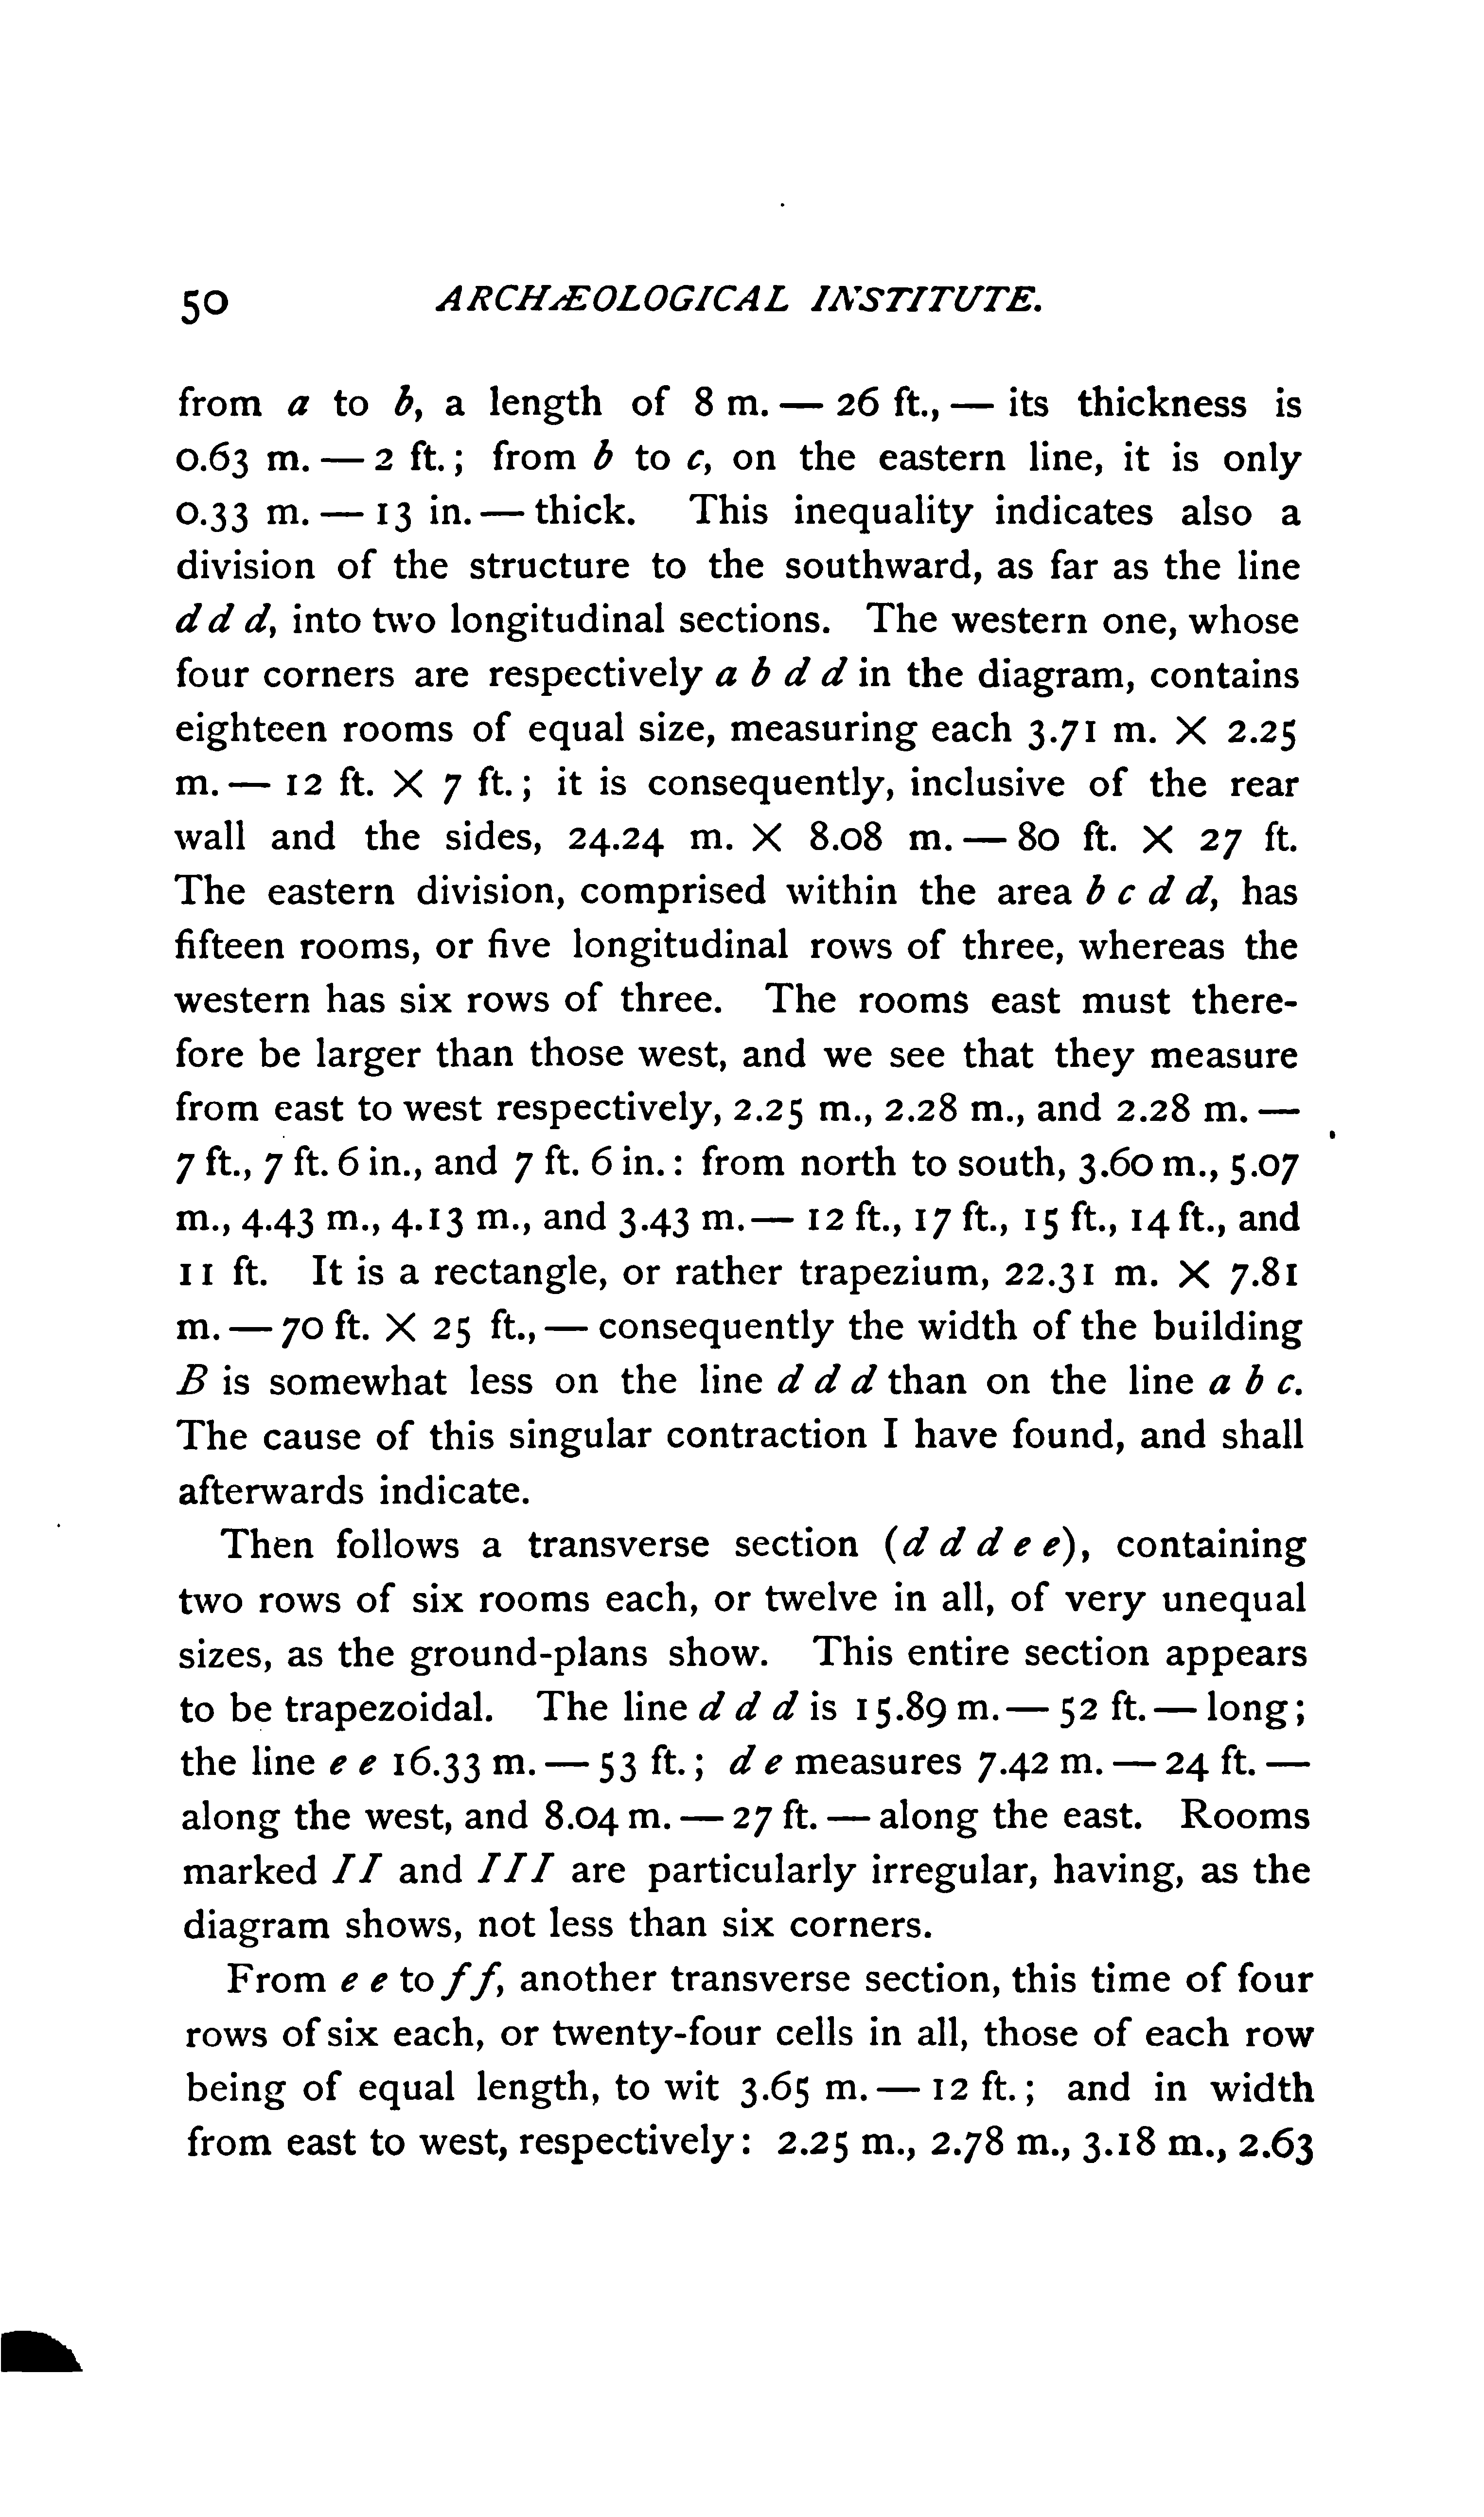 50 ARCHÆOLOGICAL INSTITUTE.
from a to b, a length of 8 m. — 26 ft., — its thickness is
0.63 m. — 2 ft.; from b to c, on the eastern line, it is only
0.33 m. — 13 in. — thick. This inequality indicates also a
division of the structure to the southward, as far as the line
d d d, into two longitudinal sections. The western one, whose
four corners are respectively a b d d in the diagram, contains
eighteen rooms of equal size, measuring each 3.71 m. × 2.25
m. — 12 ft. × 7 ft.; it is consequently, inclusive of the rear
wall and the sides, 24.24 m. × 8.08 m. — 80 ft. × 27 ft.
The eastern division, comprised within the area b c d d, has
fifteen rooms, or five longitudinal rows of three, whereas the
western has six rows of three. The rooms east must there-
fore be larger than those west, and we see that they measure
from east to west respectively, 2.25 m., 2.28 m., and 2.28 m. —
7 ft., 7 ft. 6 in., and 7 ft. 6 in.: from north to south, 3.60 m., 5.07
m., 4.43 m., 4.13 m., and 3.43 m. — 12 ft., 17 ft., 15 ft., 14 ft., and
11 ft. It is a rectangle, or rather trapezium, 22.31 m. × 7.81
m. — 70 ft. × 25 ft., — consequently the width of the building
B is somewhat less on the line d d d than on the line a b c.
The cause of this singular contraction I have found, and shall
afterwards indicate.
Then follows a transverse section (d d d e e), containing
two rows of six rooms each, or twelve in all, of very unequal
sizes, as the ground-plans show. This entire section appears
to be trapezoidal. The line d d d is 15.89 m. — 52 ft. — long;
the line e e 16.33 m. — 53 ft.; d e measures 7.42 m. — 24 ft. —
along the west, and 8.04 m. — 27 ft. — along the east. Rooms
marked II and III are particularly irregular, having, as the
diagram shows, not less than six corners.
From e e to f f, another transverse section, this time of four
rows of six each, or twenty-four cells in all, those of each row
being of equal length, to wit 3.65 m. — 12 ft.; and in width
from east to west, respectively: 2.25 m., 2.78 m., 3.18 m., 2.63